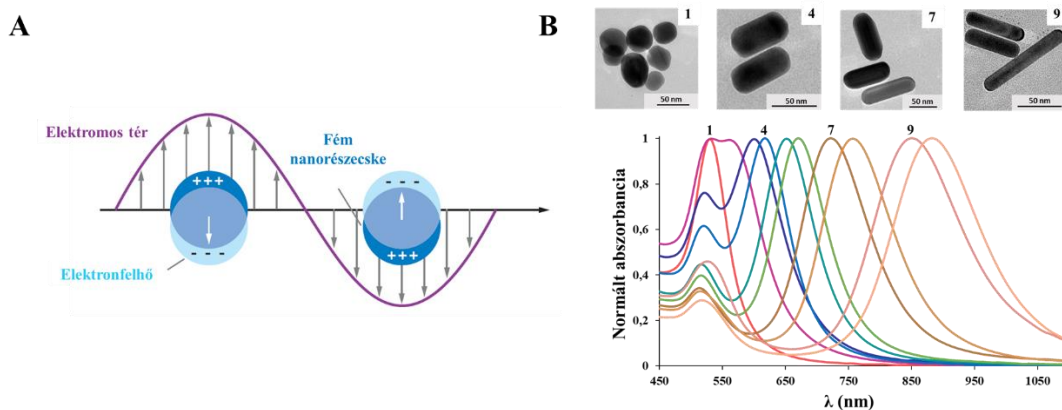 A
Elektromos tér
Fém
nanorészecske
+++
- - -
- - -
+++
Elektronfelhő
B
1
50 nm
4
50 nm
7
50 nm
9
50 nm
1
4
7
9
Normált abszorbancia
1
0,8
0,6
0,4
0,2
0
450
550
650
750
850
950
1050
λ (nm)